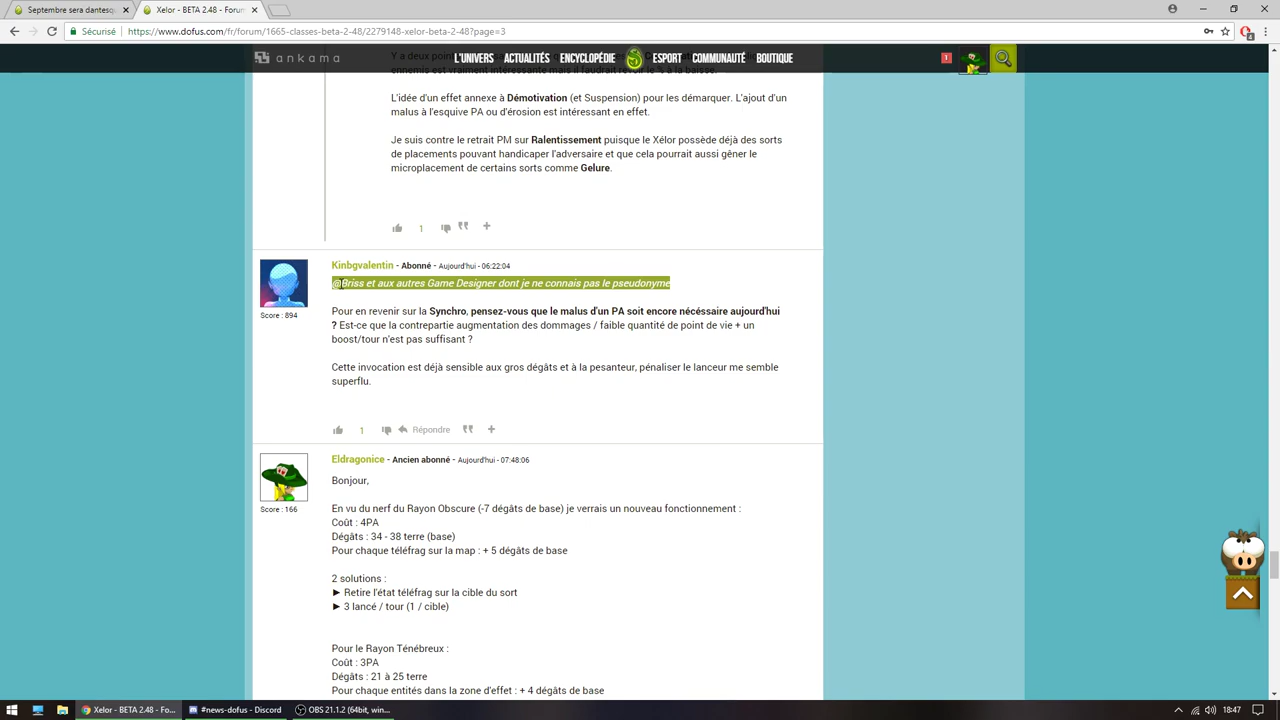 Septembre sera dantesq
Xelor - BETA 2.48 - Forum
Sécurisé
https://www.dofus.com/fr/forum/1665-classes-beta-2-48/2279148-xelor-beta-2-48?page=3
ankama
L'UNIVERS ACTUALITÉS ENCYCLOPÉDIE ESPORT COMMUNAUTÉ BOUTIQUE
1
ennemis est vraiment intéressante mais il faudrait revoir le % à la baisse.
L'idée d'un effet annexe à Démotivation (et Suspension) pour les démarquer. L'ajout d'un
malus à l'esquive PA ou d'érosion est intéressant en effet.
Je suis contre le retrait PM sur Ralentissement puisque le Xélor possède déjà des sorts
de placements pouvant handicaper l'adversaire et que cela pourrait aussi gêner le
microplacement de certains sorts comme Gelure.
1
Kinbgvalentin - Abonné - Aujourd'hui - 06:22:04
@Briss et aux autres Game Designer dont je ne connais pas le pseudonyme
Score : 894
Pour en revenir sur la Synchro, pensez-vous que le malus d'un PA soit encore nécéssaire aujourd'hui
? Est-ce que la contrepartie augmentation des dommages / faible quantité de point de vie + un
boost/tour n'est pas suffisant ?
Cette invocation est déjà sensible aux gros dégâts et à la pesanteur, pénaliser le lanceur me semble
superflu.
1 Répondre
Eldragonice - Ancien abonné - Aujourd'hui - 07:48:06
Bonjour,
Score : 166
En vu du nerf du Rayon Obscure (-7 dégâts de base) je verrais un nouveau fonctionnement :
Coût : 4PA
Dégâts : 34 - 38 terre (base)
Pour chaque téléfrag sur la map : + 5 dégâts de base
2 solutions :
► Retire l'état téléfrag sur la cible du sort
► 3 lancé / tour (1 / cible)
Pour le Rayon Ténébreux :
Coût : 3PA
Dégâts : 21 à 25 terre
Pour chaque entités dans la zone d'effet : + 4 dégâts de base
Xelor - BETA 2.48 - Fo...
#news-dofus - Discord
OBS 21.1.2 (64bit, win...
18:47